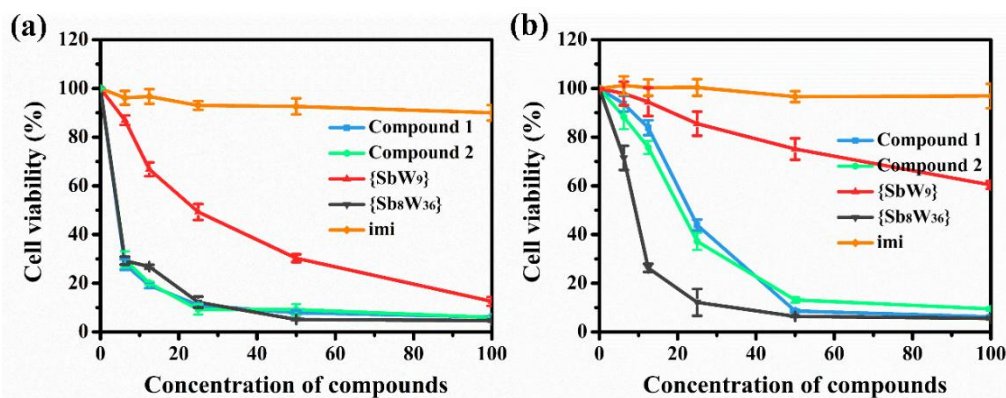 (a)
120
100
80
60
40
20
0
Cell viability (%)
Compound 1
Compound 2
{SbW₉}
{Sb₈W₃₆}
imi
0 20 40 60 80 100
Concentration of compounds
(b)
120
100
80
60
40
20
0
Cell viability (%)
Compound 1
Compound 2
{SbW₉}
{Sb₈W₃₆}
imi
0 20 40 60 80 100
Concentration of compounds